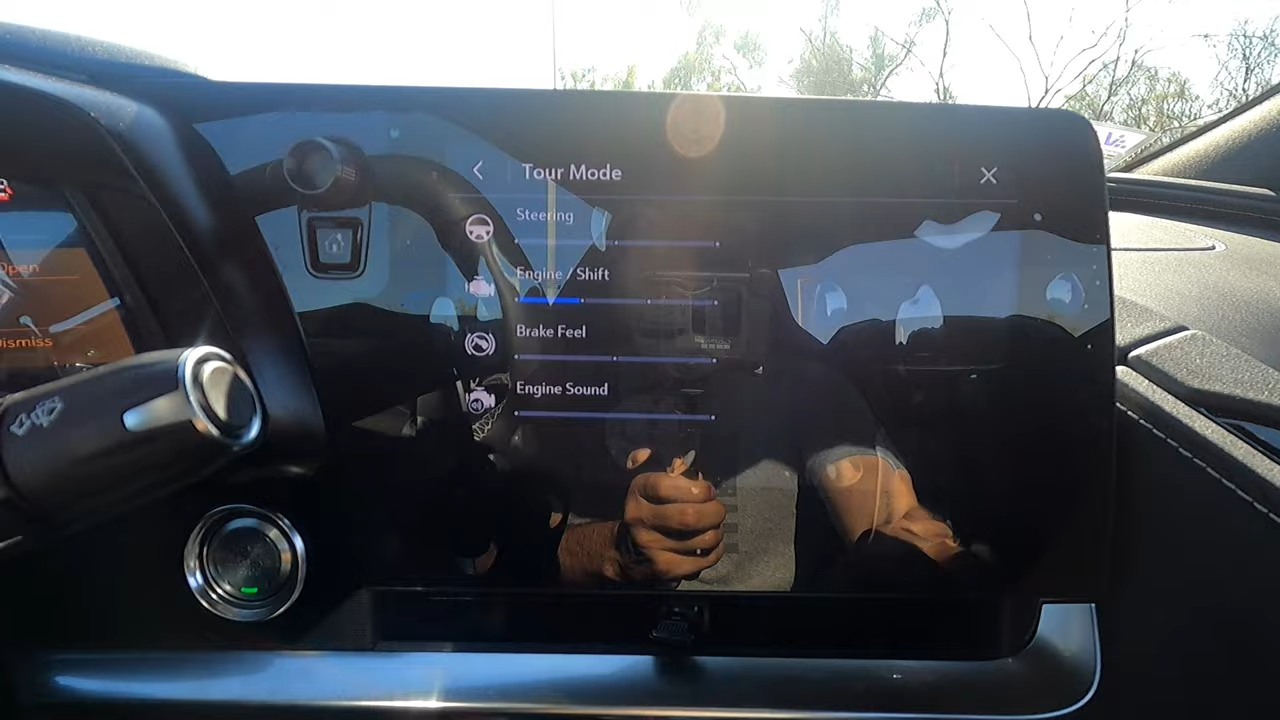 Tour Mode
Steering
Engine / Shift
Brake Feel
Engine Sound
Open
Dismiss